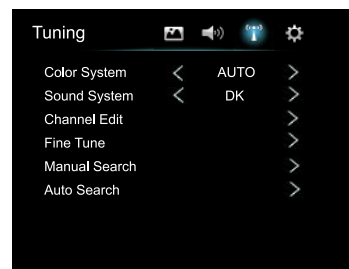 Tuning
Color System < AUTO >
Sound System < DK >
Channel Edit >
Fine Tune >
Manual Search >
Auto Search >